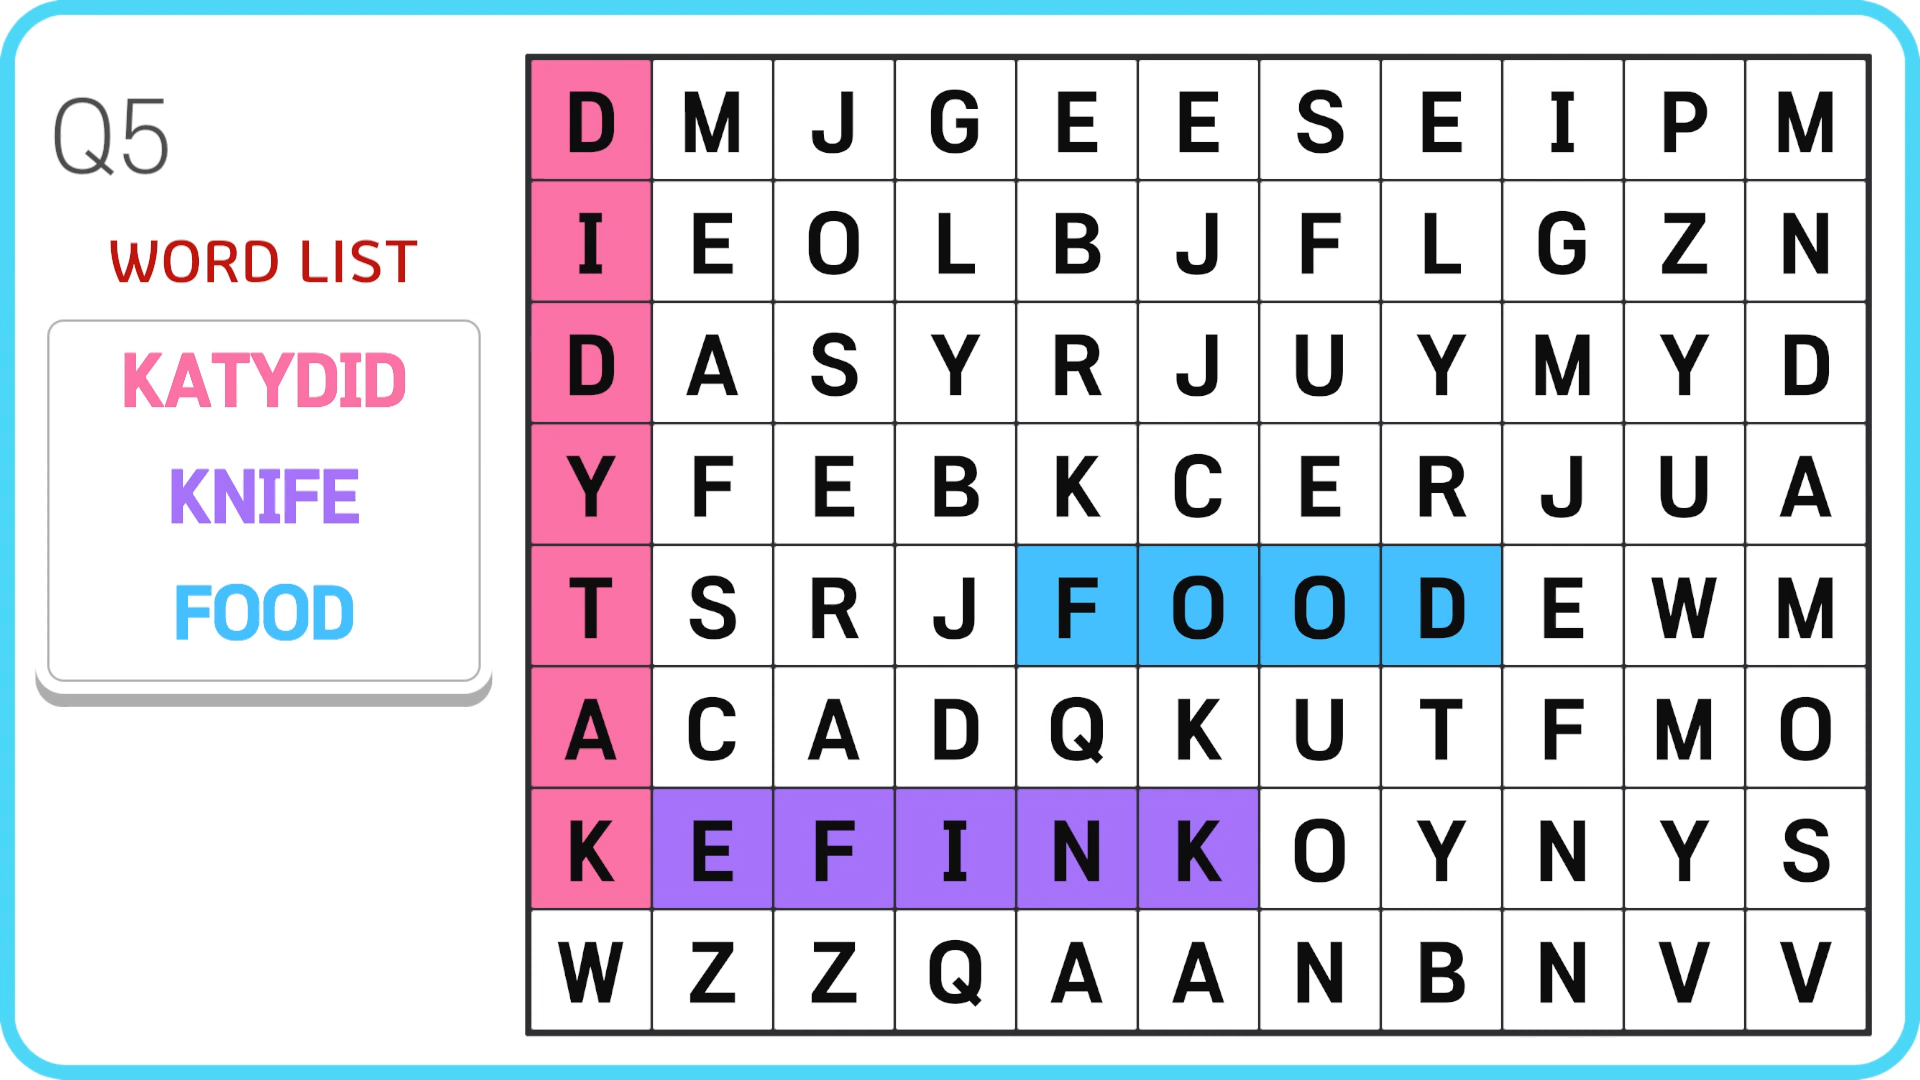 Q5
WORD LIST
KATYDID
KNIFE
FOOD
D M J G E E S E I P M
I E O L B J F L G Z N
D A S Y R J U Y M Y D
Y F E B K C E R J U A
T S R J F O O D E W M
A C A D Q K U T F M O
K E F I N K O Y N Y S
W Z Z Q A A N B N V V